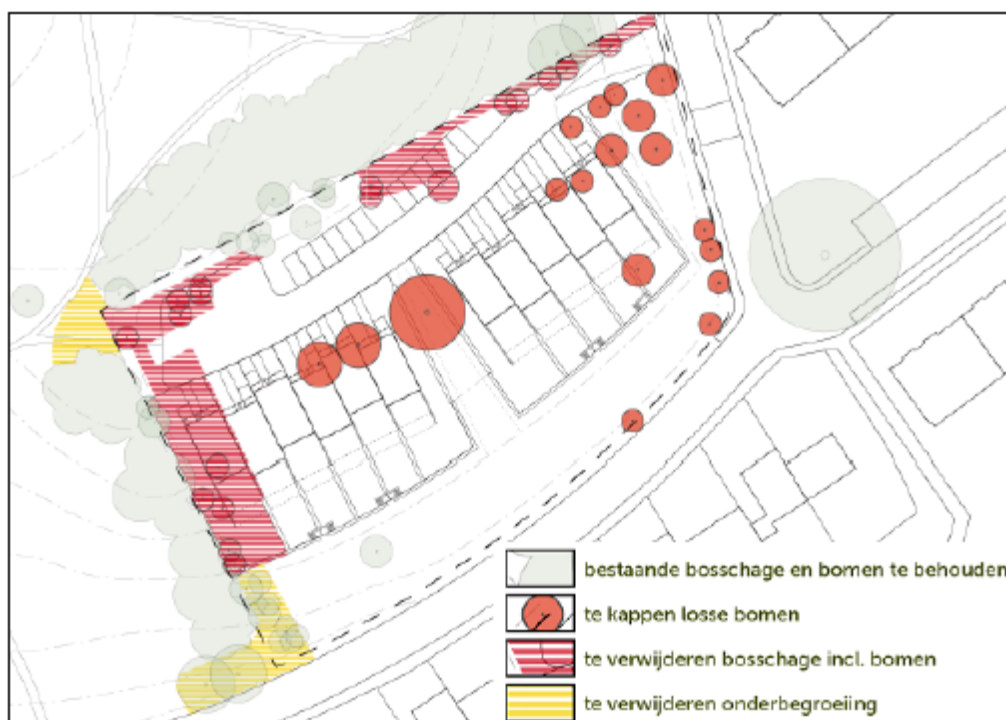 bestaande bosschage en bomen te behouden
te kappen losse bomen
te verwijderen bosschage incl. bomen
te verwijderen onderbegroeiing